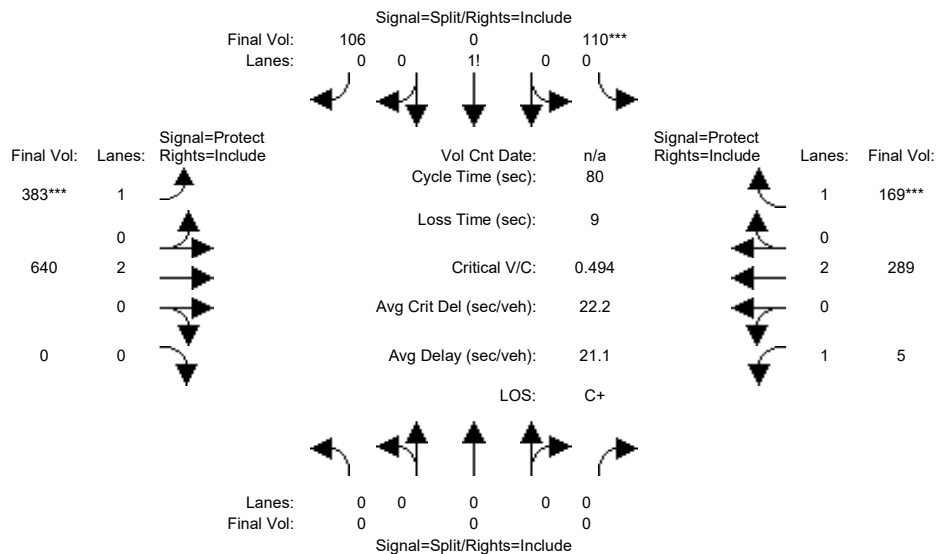 Signal=Split/Rights=Include
Final Vol: 106 0 110***
Lanes: 0 0 1! 0 0
Signal=Protect Signal=Protect
Final Vol: Lanes: Rights=Include Vol Cnt Date: n/a Rights=Include Lanes: Final Vol:
Cycle Time (sec): 80
383*** 1 1 169***
Loss Time (sec): 9
0 0
640 2 Critical V/C: 0.494 2 289
0 Avg Crit Del (sec/veh): 22.2 0
0 0 Avg Delay (sec/veh): 21.1 1 5
LOS: C+
Lanes: 0 0 0 0 0
Final Vol: 0 0 0
Signal=Split/Rights=Include